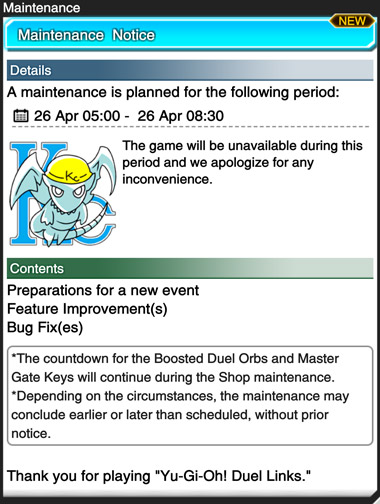 Maintenance
NEW
Maintenance Notice
Details
A maintenance is planned for the following period:
26 Apr 05:00 - 26 Apr 08:30
The game will be unavailable during this
period and we apologize for any
inconvenience.
Kc
KC
Contents
Preparations for a new event
Feature Improvement(s)
Bug Fix(es)
*The countdown for the Boosted Duel Orbs and Master
Gate Keys will continue during the Shop maintenance.
*Depending on the circumstances, the maintenance may
conclude earlier or later than scheduled, without prior
notice.
Thank you for playing "Yu-Gi-Oh! Duel Links."